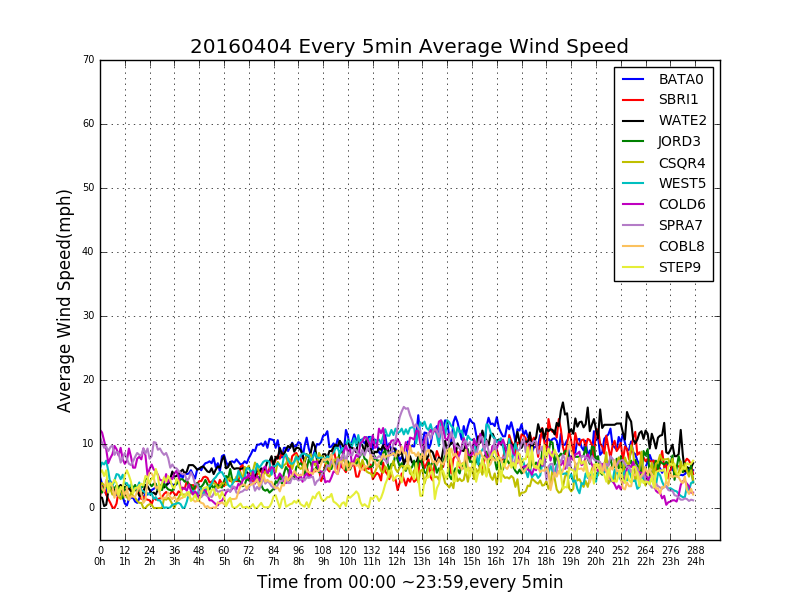 20160404 Every 5min Average Wind Speed
70
60
50
40
30
20
10
0
Average Wind Speed(mph)
BATA0
SBRI1
WATE2
JORD3
CSQR4
WEST5
COLD6
SPRA7
COBL8
STEP9
0 12 24 36 48 60 72 84 96 108 120 132 144 156 168 180 192 204 216 228 240 252 264 276 288
0h 1h 2h 3h 4h 5h 6h 7h 8h 9h 10h 11h 12h 13h 14h 15h 16h 17h 18h 19h 20h 21h 22h 23h 24h
Time from 00:00 ~23:59,every 5min